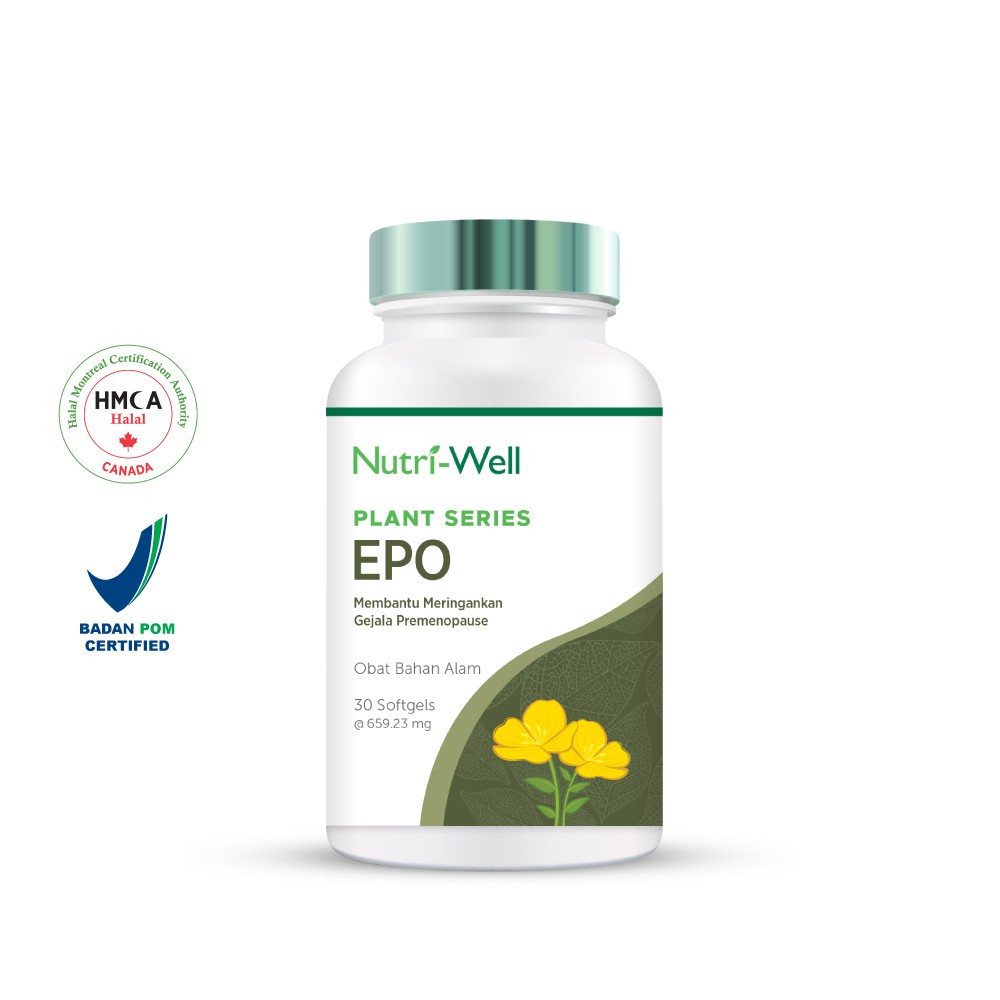 Halal Montreal Certification Authority
HMCA
Halal
CANADA
BADAN POM
CERTIFIED
Nutri-Well
PLANT SERIES
EPO
Membantu Meringankan
Gejala Premenopause
Obat Bahan Alam
30 Softgels
@ 659.23 mg